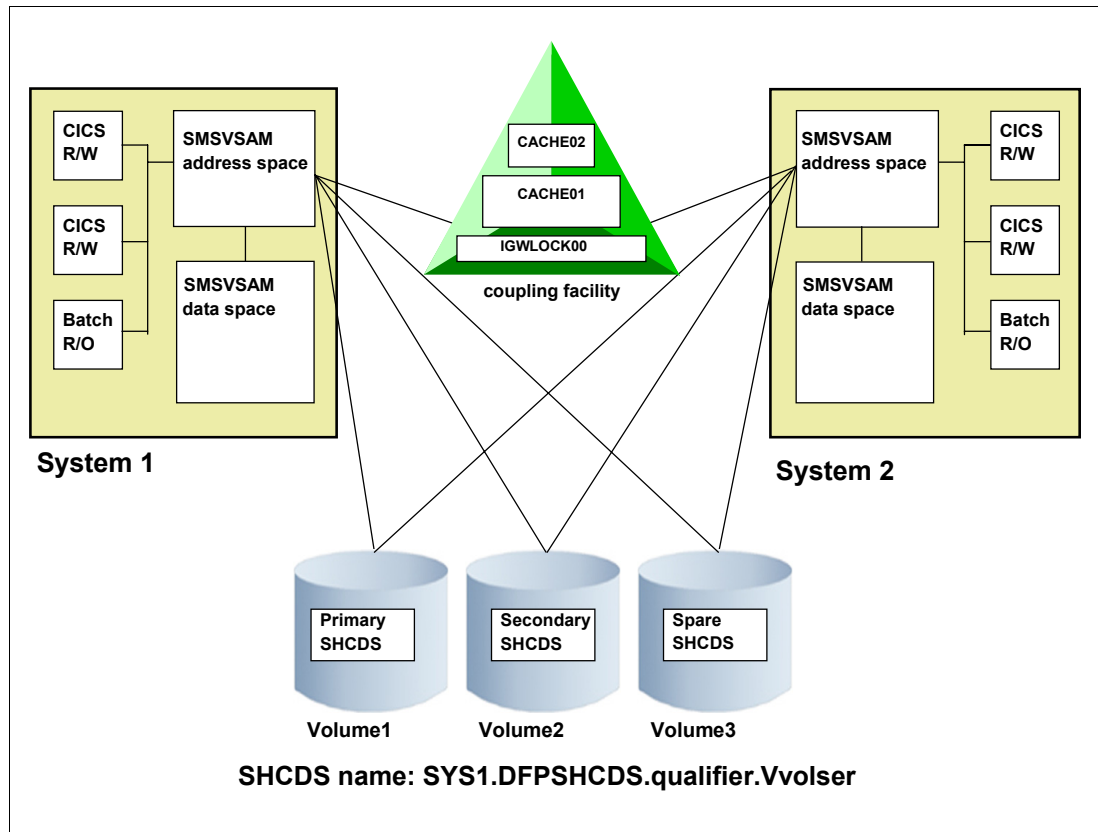 CICS
R/W
CICS
R/W
Batch
R/O
SMSVSAM
address space
SMSVSAM
data space
System 1
CACHE02
CACHE01
IGWLOCK00
coupling facility
SMSVSAM
address space
SMSVSAM
data space
CICS
R/W
CICS
R/W
Batch
R/O
System 2
Primary
SHCDS
Secondary
SHCDS
Spare
SHCDS
Volume1
Volume2
Volume3
SHCDS name: SYS1.DFPSHCDS.qualifier.Vvolser